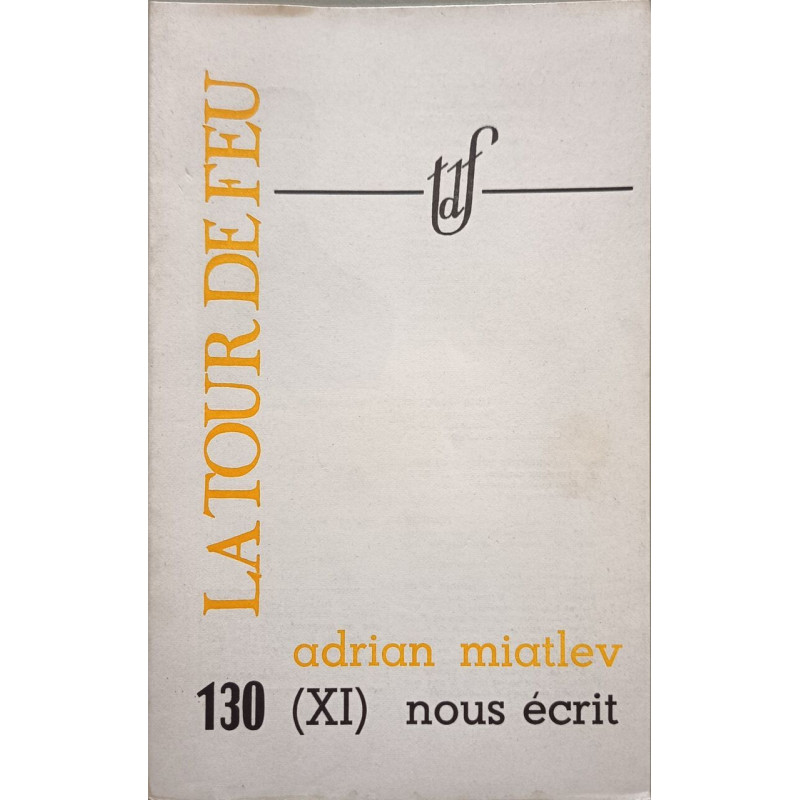 LA TOUR DE FEU
tdf
adrian miatlev
130 (XI) nous écrit